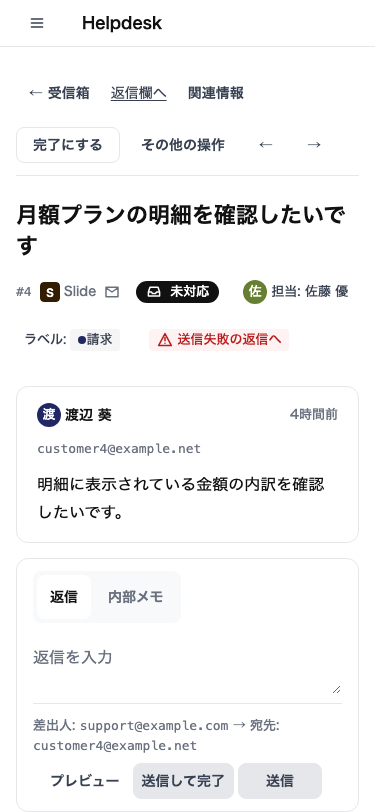 Helpdesk
← 受信箱 返信欄へ 関連情報
完了にする その他の操作 ← →
月額プランの明細を確認したいで
す
#4 S Slide 未対応 佐 担当: 佐藤 優
ラベル: 請求 送信失敗の返信へ
渡 渡辺 葵 4時間前
customer4@example.net
明細に表示されている金額の内訳を確認
したいです。
返信 内部メモ
返信を入力
差出人: support@example.com → 宛先:
customer4@example.net
プレビュー 送信して完了 送信